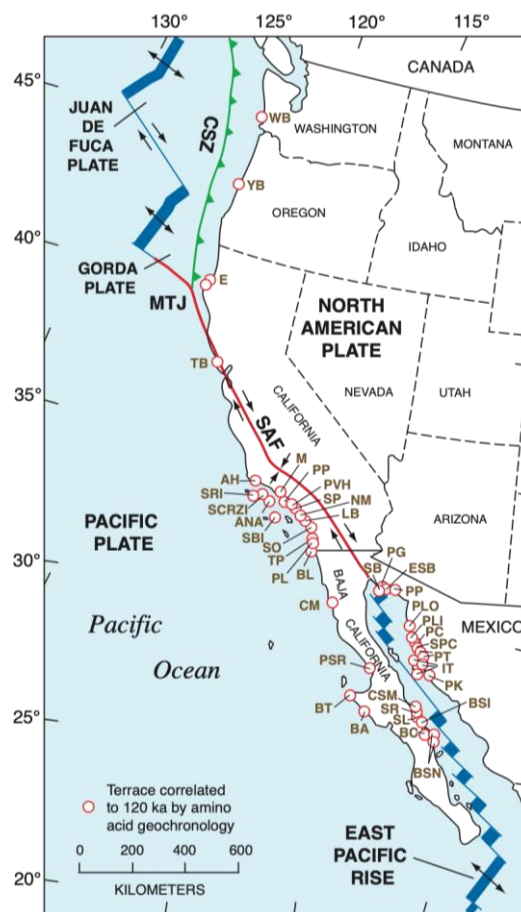 130°
125°
120°
115°
45°
CANADA
JUAN
DE
FUCA
PLATE
CSZ
WB
WASHINGTON
MONTANA
YB
OREGON
IDAHO
40°
GORDA
PLATE
E
MTJ
NORTH
AMERICAN
PLATE
TB
35°
CALIFORNIA
NEVADA
UTAH
SAF
M
PP
PVH
SP
NM
LB
AH
SRI
SCRZI
ANA
SBI
SO
TP
PL
BL
ARIZONA
PACIFIC
PLATE
30°
PG
SB
ESB
PP
PLO
PLI
PC
SPC
PT
IT
PK
MEXICO
BAJA
CALIFORNIA
CM
Pacific
Ocean
PSR
CSM
BSI
BT
SR
SL
BA
BC
BSN
25°
Terrace correlated
to 120 ka by amino
acid geochronology
0 200 400 600
KILOMETERS
EAST
PACIFIC
RISE
20°